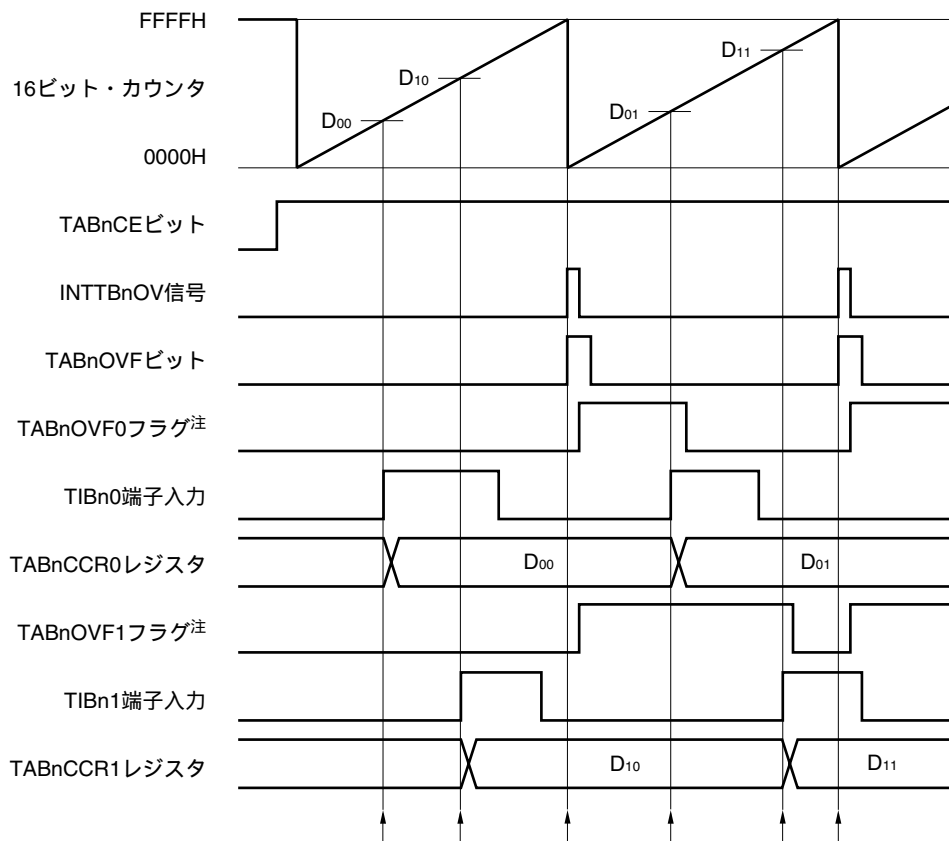 FFFFH
D11
D10
16ビット・カウンタ
D01
D00
0000H
TABnCEビット
INTTBnOV信号
TABnOVFビット
TABnOVF0フラグ注
TIBn0端子入力
TABnCCR0レジスタ
D00
D01
TABnOVF1フラグ注
TIBn1端子入力
TABnCCR1レジスタ
D10
D11